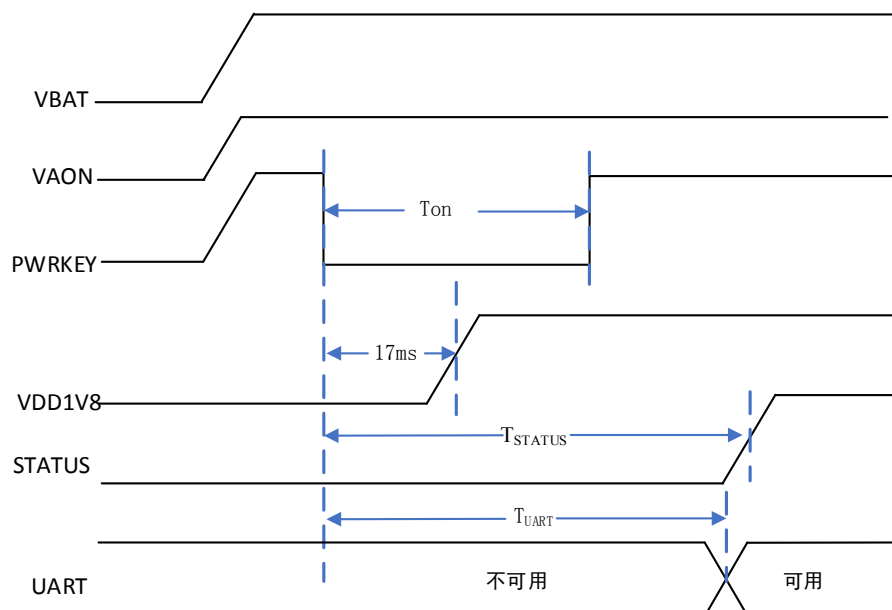 VBAT
VAON
Ton
PWRKEY
17ms
VDD1V8
TSTATUS
STATUS
TUART
UART
不可用
可用